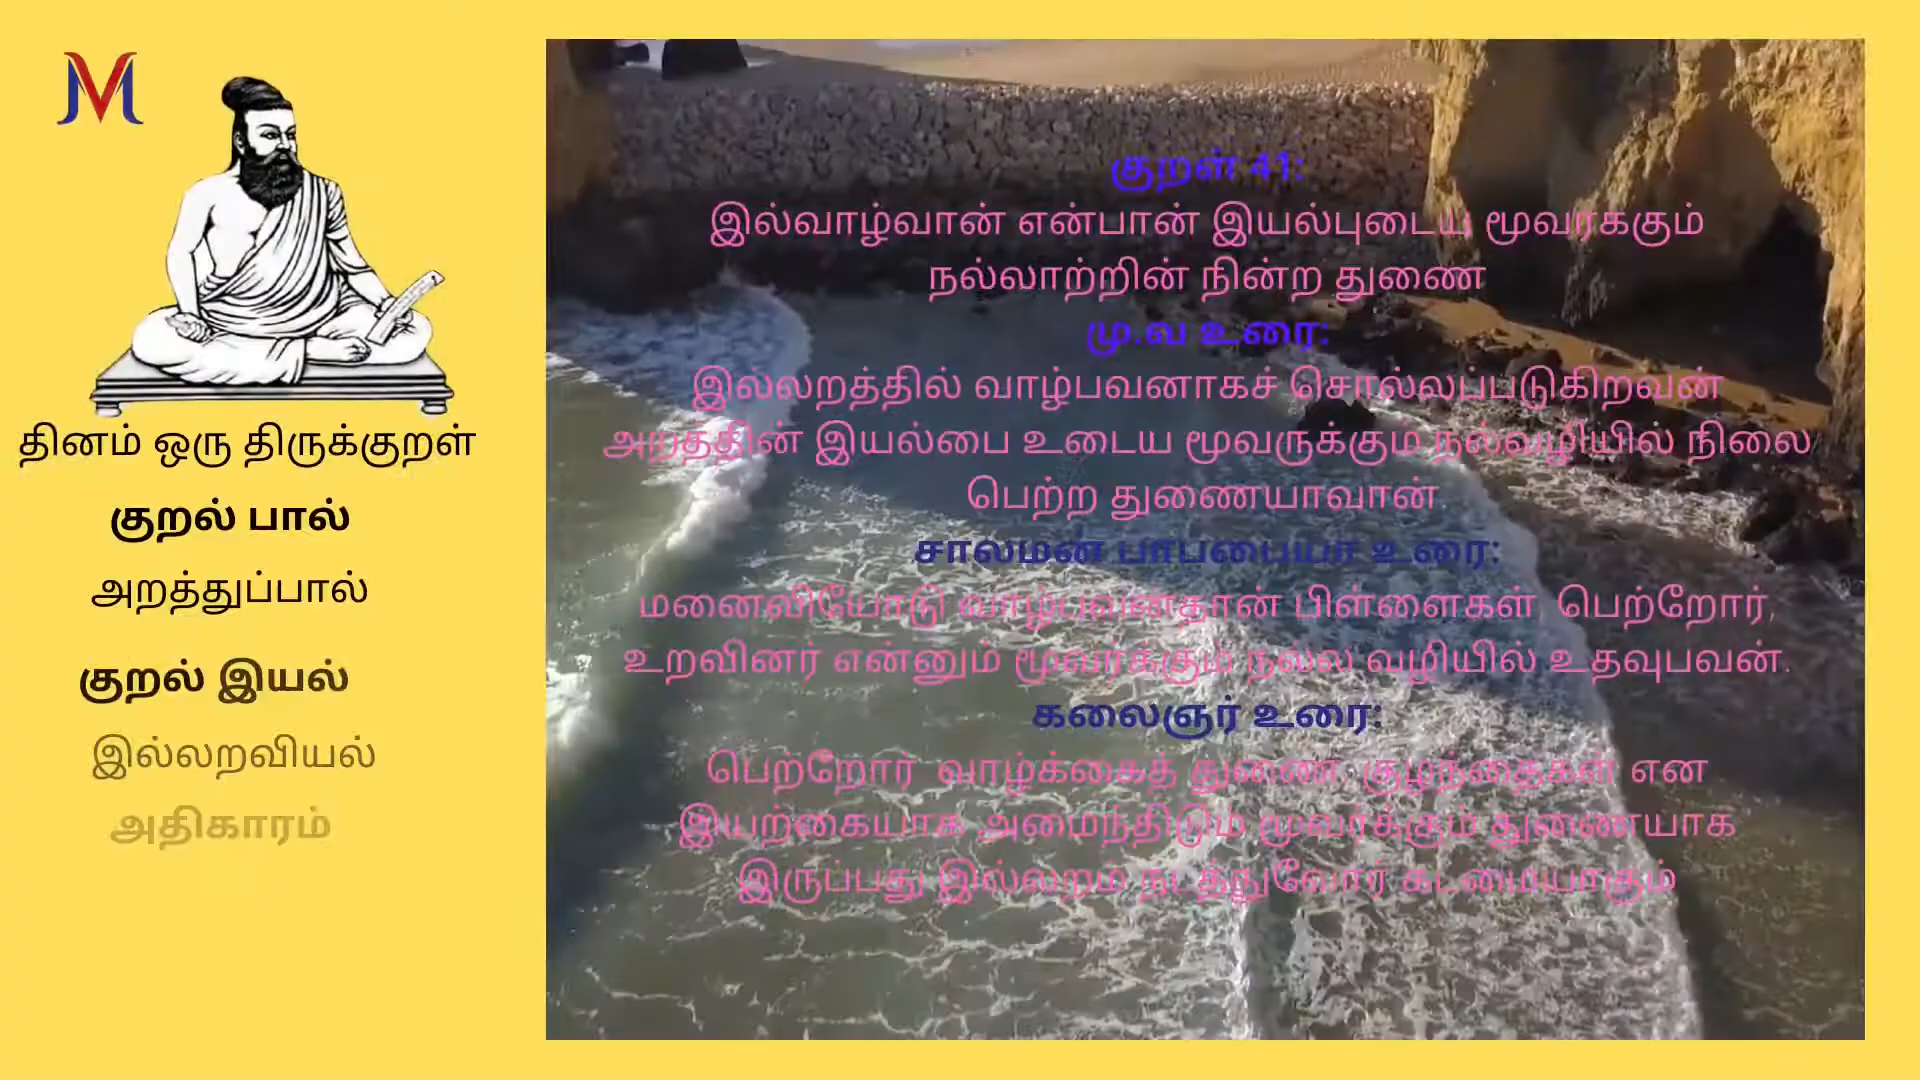 தினம் ஒரு திருக்குறள்
குறல் பால்
அறத்துப்பால்
குறல் இயல்
இல்லறவியல்
அதிகாரம்
குறள் 41:
இல்வாழ்வான் என்பான் இயல்புடைய மூவர்க்கும்
நல்லாற்றின் நின்ற துணை
மு.வ உரை:
இல்லறத்தில் வாழ்பவனாகச் சொல்லப்படுகிறவன்
அறத்தின் இயல்பை உடைய மூவருக்கும் நல்வழியில் நிலை
பெற்ற துணையாவான்
சாலமன் பாப்பையா உரை:
மனைவியோடு வாழ்பவன்தான் பிள்ளைகள் பெற்றோர்,
உறவினர் என்னும் மூவர்க்கும் நல்ல வழியில் உதவுபவன்.
கலைஞர் உரை:
பெற்றோர் வாழ்க்கைத் துணை, குழந்தைகள் என
இயற்கையாக அமைந்திடும் மூவர்க்கும் துணையாக
இருப்பது இல்லறம் நடத்துவோர் கடமையாகும்